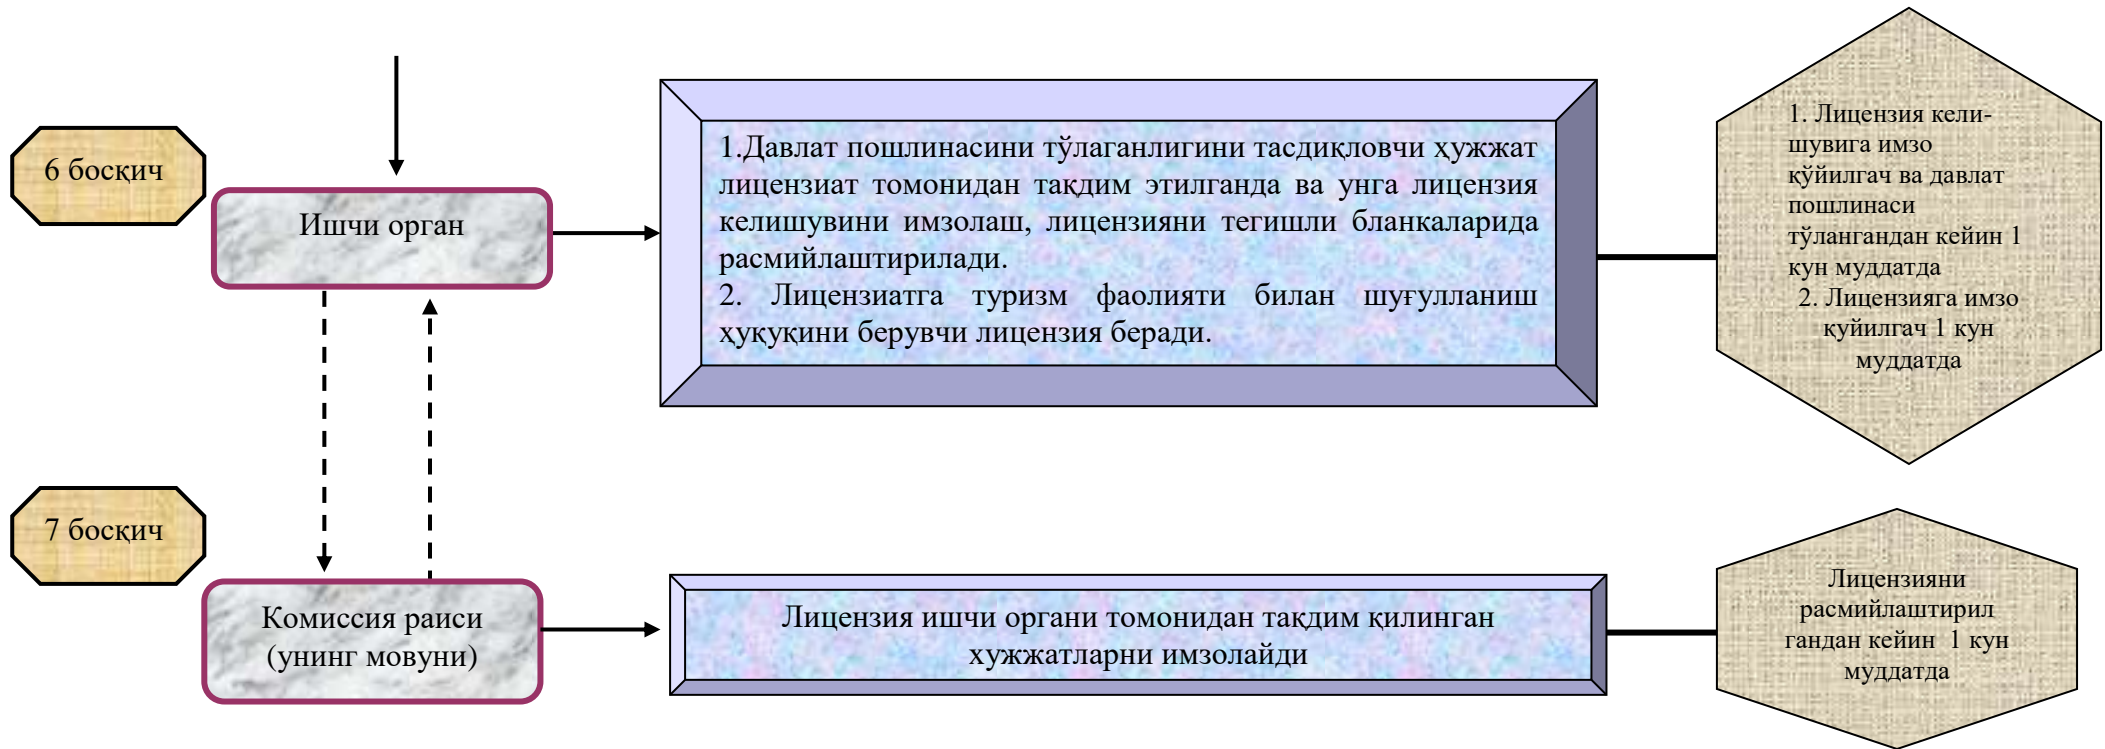 6 босқич
Ишчи орган
1.Давлат пошлинасини тўлаганлигини тасдиқловчи ҳужжат
лицензиат томонидан тақдим этилганда ва унга лицензия
келишувини имзолаш, лицензияни тегишли бланкаларида
расмийлаштирилади.
2. Лицензиатга туризм фаолияти билан шуғулланиш
ҳуқуқини берувчи лицензия беради.
1. Лицензия кели-
шувига имзо
қўйилгач ва давлат
пошлинаси
тўлангандан кейин 1
кун муддатда
2. Лицензияга имзо
куйилгач 1 кун
муддатда
7 босқич
Комиссия раиси
(унинг мовуни)
Лицензия ишчи органи томонидан тақдим қилинган
хужжатларни имзолайди
Лицензияни
расмийлаштирил
гандан кейин 1 кун
муддатда